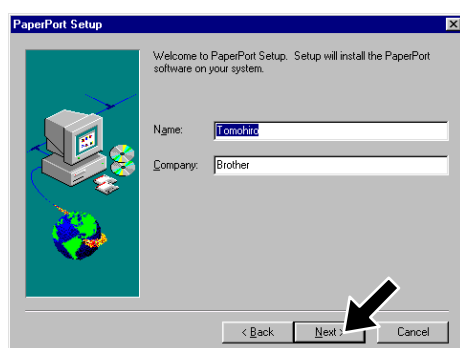 PaperPort Setup
Welcome to PaperPort Setup. Setup will install the PaperPort
software on your system.
Name: Tomohiro
Company: Brother
< Back Next > Cancel